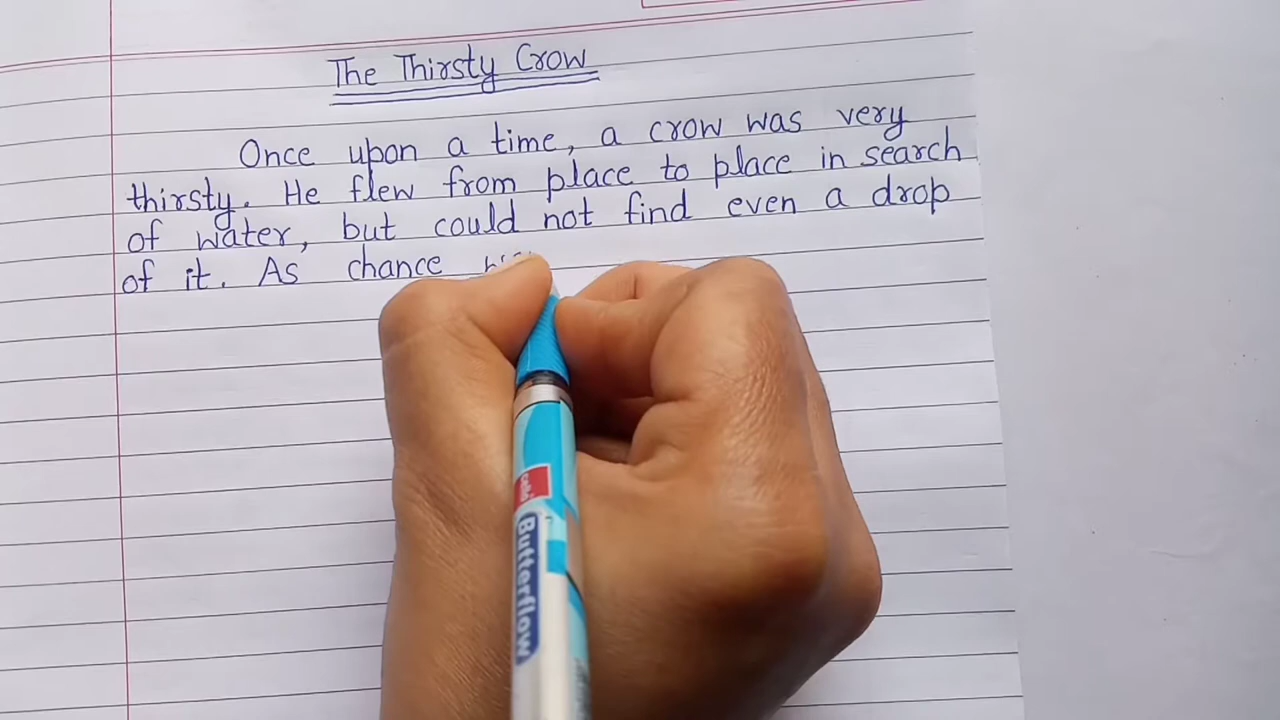 The Thirsty Crow
Once upon a time, a crow was very
thirsty. He flew from place to place in search
of water, but could not find even a drop
of it. As chance
cello
Butterflow